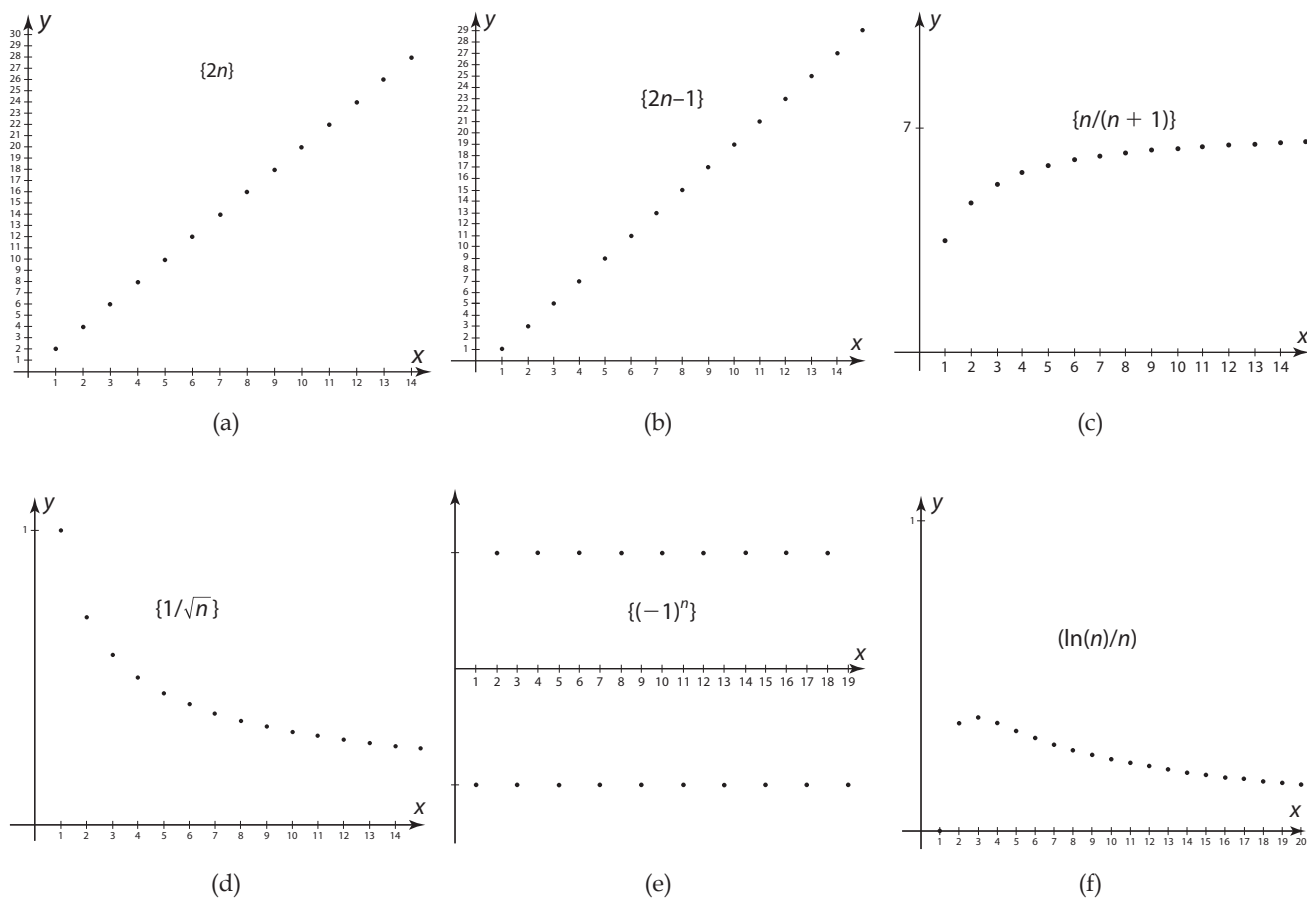 y
30
29
28
27
26
25
24
23
22
21
20
19
18
17
16
15
14
13
12
11
10
9
8
7
6
5
4
3
2
1
{2n}
x
1 2 3 4 5 6 7 8 9 10 11 12 13 14
(a)
y
29
28
27
26
25
24
23
22
21
20
19
18
17
16
15
14
13
12
11
10
9
8
7
6
5
4
3
2
1
{2n–1}
x
1 2 3 4 5 6 7 8 9 10 11 12 13 14
(b)
y
7
{n/(n + 1)}
x
1 2 3 4 5 6 7 8 9 10 11 12 13 14
(c)
y
1
{1/√n}
x
1 2 3 4 5 6 7 8 9 10 11 12 13 14
(d)
{(−1)ⁿ}
x
1 2 3 4 5 6 7 8 9 10 11 12 13 14 15 16 17 18 19
(e)
y
1
(ln(n)/n)
x
1 2 3 4 5 6 7 8 9 10 11 12 13 14 15 16 17 18 19 20
(f)